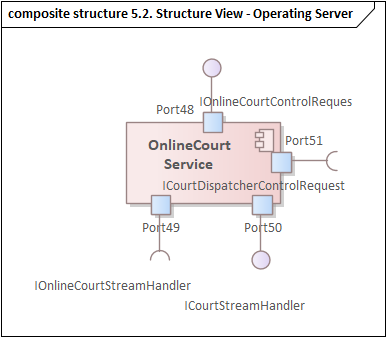 composite structure 5.2. Structure View - Operating Server
Port48
IOnlineCourtControlReques
OnlineCourt
Service
Port51
ICourtDispatcherControlRequest
Port49
Port50
IOnlineCourtStreamHandler
ICourtStreamHandler